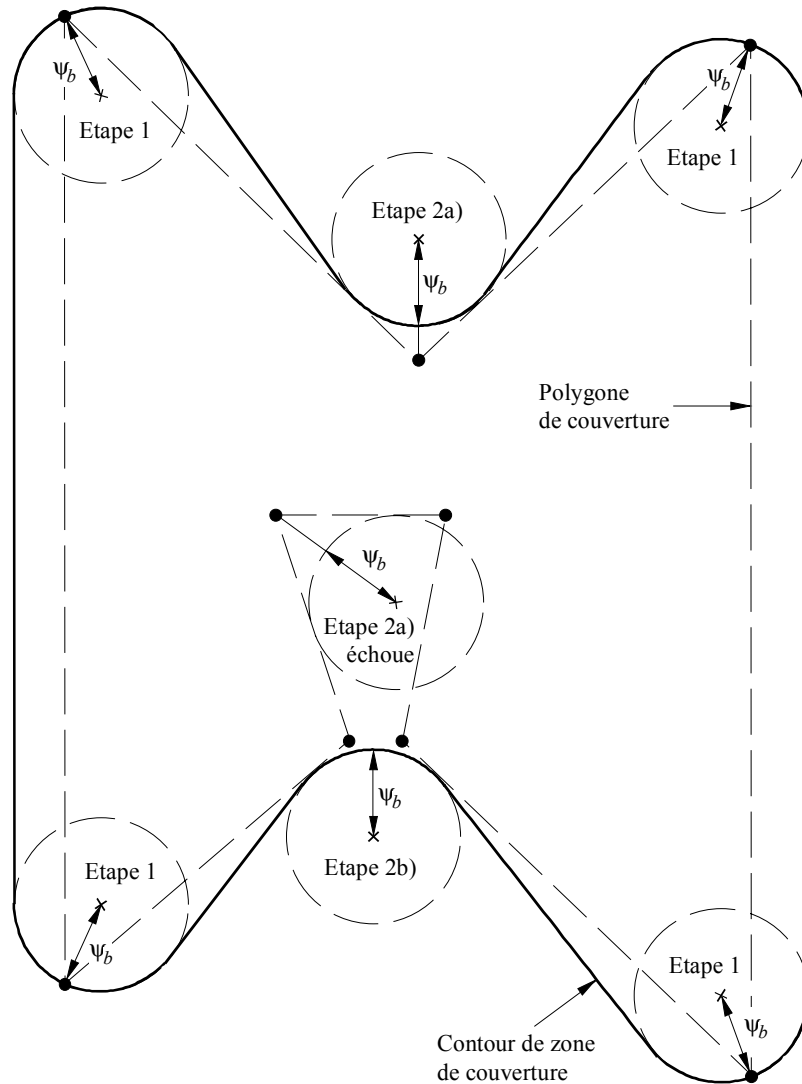 ψb
Etape 1
ψb
Etape 1
Etape 2a)
ψb
Polygone
de couverture
ψb
Etape 2a)
échoue
ψb
Etape 2b)
Etape 1
ψb
Etape 1
ψb
Contour de zone
de couverture